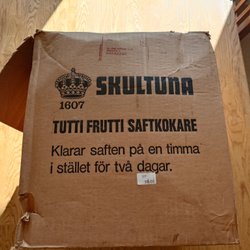 SKULTUNA
1607
TUTTI FRUTTI SAFTKOKARE
Klarar saften på en timma
i stället för två dagar.